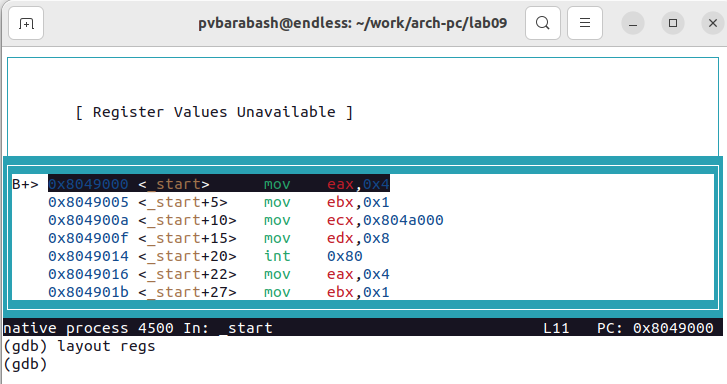 pvbarabash@endless: ~/work/arch-pc/lab09
[ Register Values Unavailable ]
B+> 0x8049000 <_start>      mov    eax,0x4
0x8049005 <_start+5>    mov    ebx,0x1
0x804900a <_start+10>   mov    ecx,0x804a000
0x804900f <_start+15>   mov    edx,0x8
0x8049014 <_start+20>   int    0x80
0x8049016 <_start+22>   mov    eax,0x4
0x804901b <_start+27>   mov    ebx,0x1
native process 4500 In: _start                              L11   PC: 0x8049000
(gdb) layout regs
(gdb)